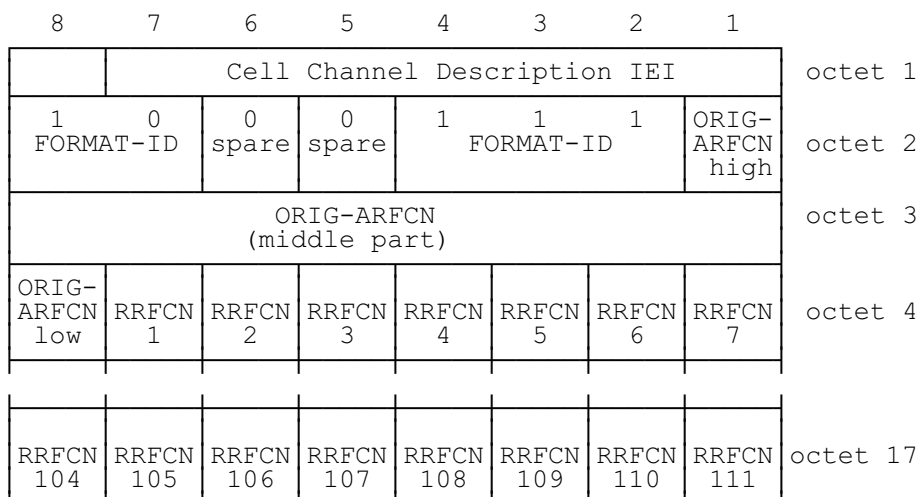 8 7 6 5 4 3 2 1
Cell Channel Description IEI octet 1
1 0 0 0 1 1 1 ORIG-
FORMAT-ID spare spare FORMAT-ID ARFCN octet 2
high
ORIG-ARFCN octet 3
(middle part)
ORIG-
ARFCN RRFCN RRFCN RRFCN RRFCN RRFCN RRFCN RRFCN octet 4
low 1 2 3 4 5 6 7
RRFCN RRFCN RRFCN RRFCN RRFCN RRFCN RRFCN RRFCN octet 17
104 105 106 107 108 109 110 111